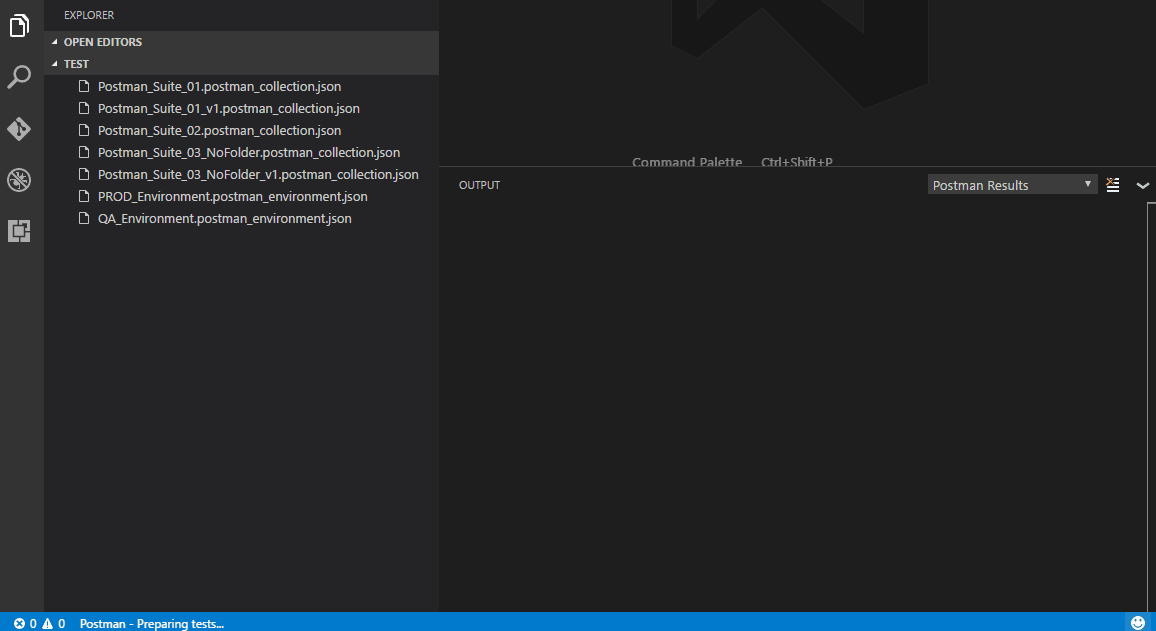 EXPLORER
OPEN EDITORS
TEST
Postman_Suite_01.postman_collection.json
Postman_Suite_01_v1.postman_collection.json
Postman_Suite_02.postman_collection.json
Postman_Suite_03_NoFolder.postman_collection.json
Postman_Suite_03_NoFolder_v1.postman_collection.json
PROD_Environment.postman_environment.json
QA_Environment.postman_environment.json
Command Palette Ctrl+Shift+P
OUTPUT Postman Results
0 0 Postman - Preparing tests...